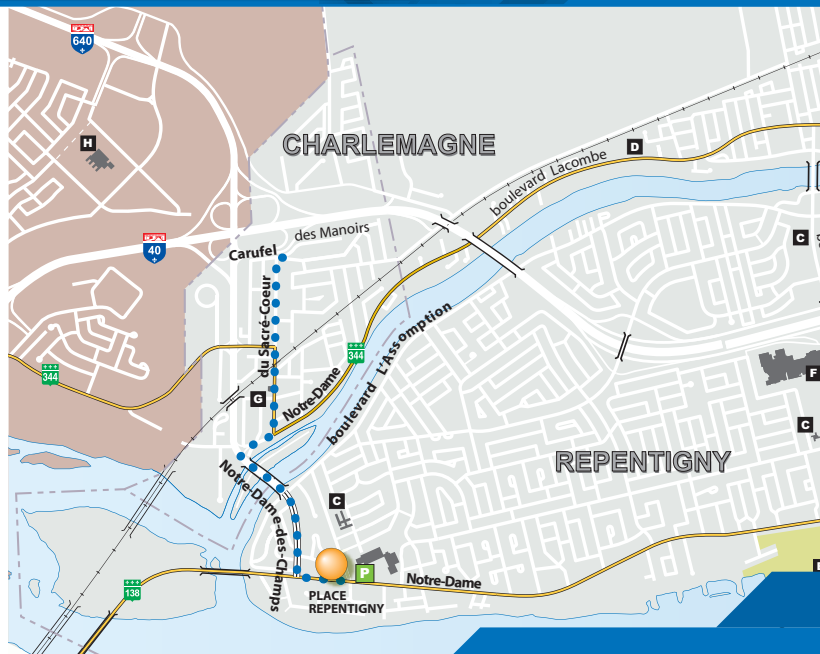 640
H
CHARLEMAGNE
D
boulevard Lacombe
40
des Manoirs
Carufel
C
du Sacré-Coeur
344
344
boulevard L'Assomption
F
G
Notre-Dame
C
REPENTIGNY
Notre-Dame-des-Champs
C
P
Notre-Dame
138
PLACE
REPENTIGNY